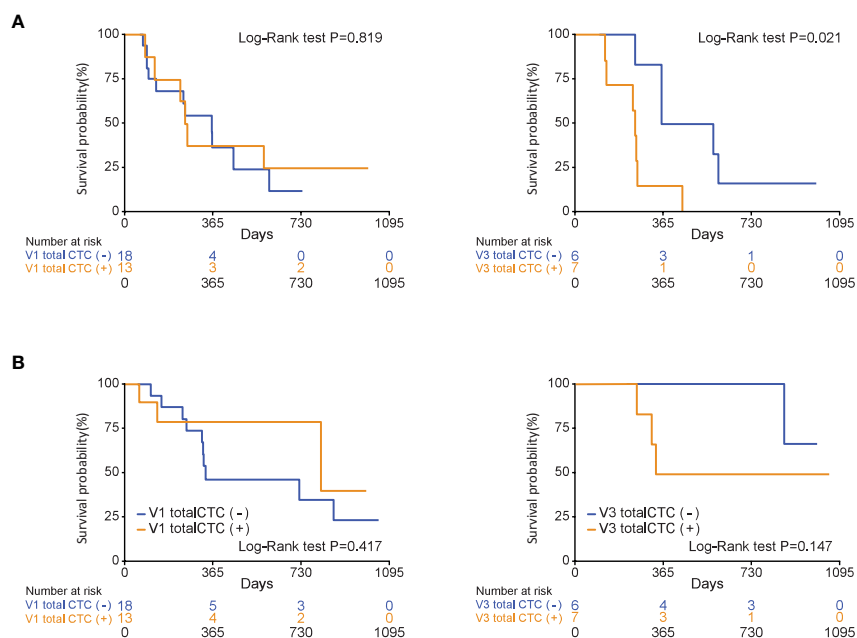 A
100
75
50
25
0
Survival probability(%)
Log-Rank test P=0.819
0 365 730 1095
Days
Number at risk
V1 total CTC (-) 18 4 0 0
V1 total CTC (+) 13 3 2 0
0 365 730 1095
100
75
50
25
0
Survival probability(%)
Log-Rank test P=0.021
0 365 730 1095
Days
Number at risk
V3 total CTC (-) 6 3 1 0
V3 total CTC (+) 7 1 0 0
0 365 730 1095
B
100
75
50
25
0
Survival probability(%)
V1 totalCTC (-)
V1 totalCTC (+)
Log-Rank test P=0.417
0 365 730 1095
Days
Number at risk
V1 total CTC (-) 18 5 3 0
V1 total CTC (+) 13 4 2 0
0 365 730 1095
100
75
50
25
0
Survival probability(%)
V3 totalCTC (-)
V3 totalCTC (+)
Log-Rank test P=0.147
0 365 730 1095
Days
Number at risk
V3 total CTC (-) 6 4 3 0
V3 total CTC (+) 7 3 1 0
0 365 730 1095